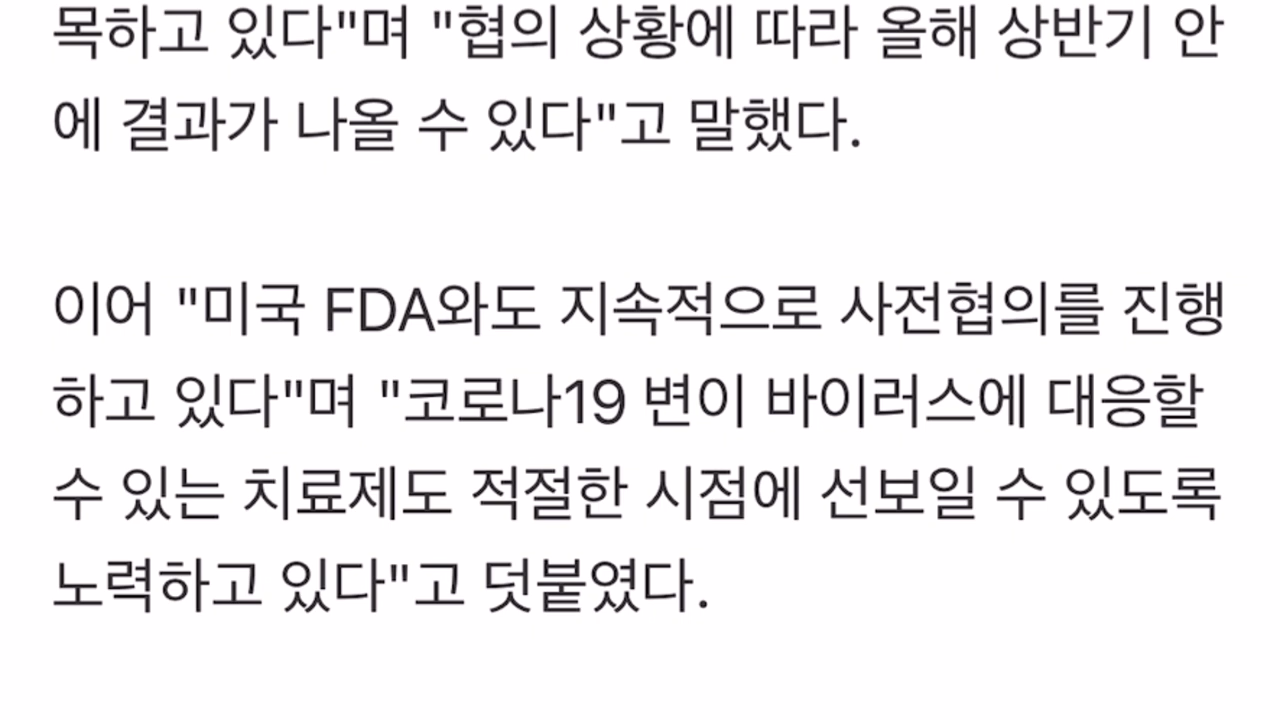 목하고 있다"며 "협의 상황에 따라 올해 상반기 안
에 결과가 나올 수 있다"고 말했다.
이어 "미국 FDA와도 지속적으로 사전협의를 진행
하고 있다"며 "코로나19 변이 바이러스에 대응할
수 있는 치료제도 적절한 시점에 선보일 수 있도록
노력하고 있다"고 덧붙였다.